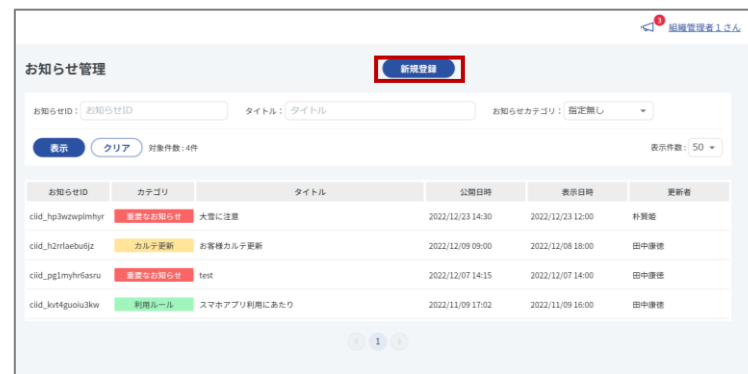 3
組織管理者1さん
お知らせ管理
新規登録
お知らせID： お知らせID タイトル： タイトル お知らせカテゴリ： 指定無し
表示 クリア 対象件数：4件 表示件数： 50
お知らせID カテゴリ タイトル 公開日時 表示日時 更新者
ciid_hp3wzwplmhyr 重要なお知らせ 大雪に注意 2022/12/23 14:30 2022/12/23 12:00 朴賢姫
ciid_h2rrlaebu6jz カルテ更新 お客様カルテ更新 2022/12/09 09:00 2022/12/08 18:00 田中康徳
ciid_pg1myhr6asru 重要なお知らせ test 2022/12/07 14:15 2022/12/07 14:00 田中康徳
ciid_kvt4guoiu3kw 利用ルール スマホアプリ利用にあたり 2022/11/09 17:02 2022/11/09 16:00 田中康徳
1